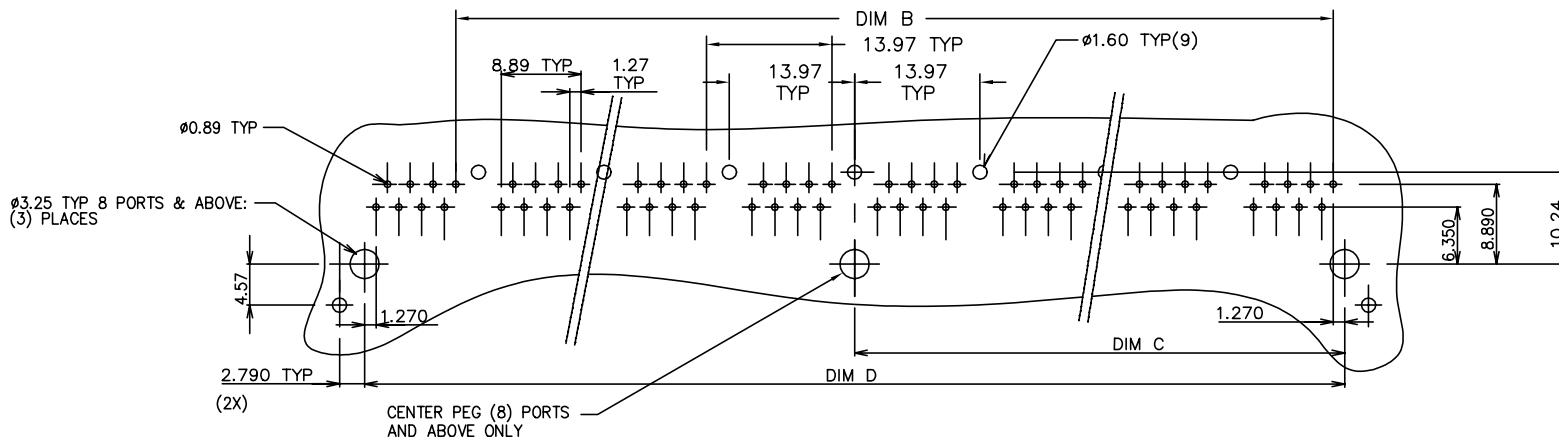 DIM B
13.97 TYP
ø1.60 TYP(9)
8.89 TYP
1.27
TYP
13.97
TYP
13.97
TYP
ø0.89 TYP
ø3.25 TYP 8 PORTS & ABOVE:
(3) PLACES
6.350
8.890
10.24
4.57
1.270
1.270
DIM C
2.790 TYP
(2X)
DIM D
CENTER PEG (8) PORTS
AND ABOVE ONLY